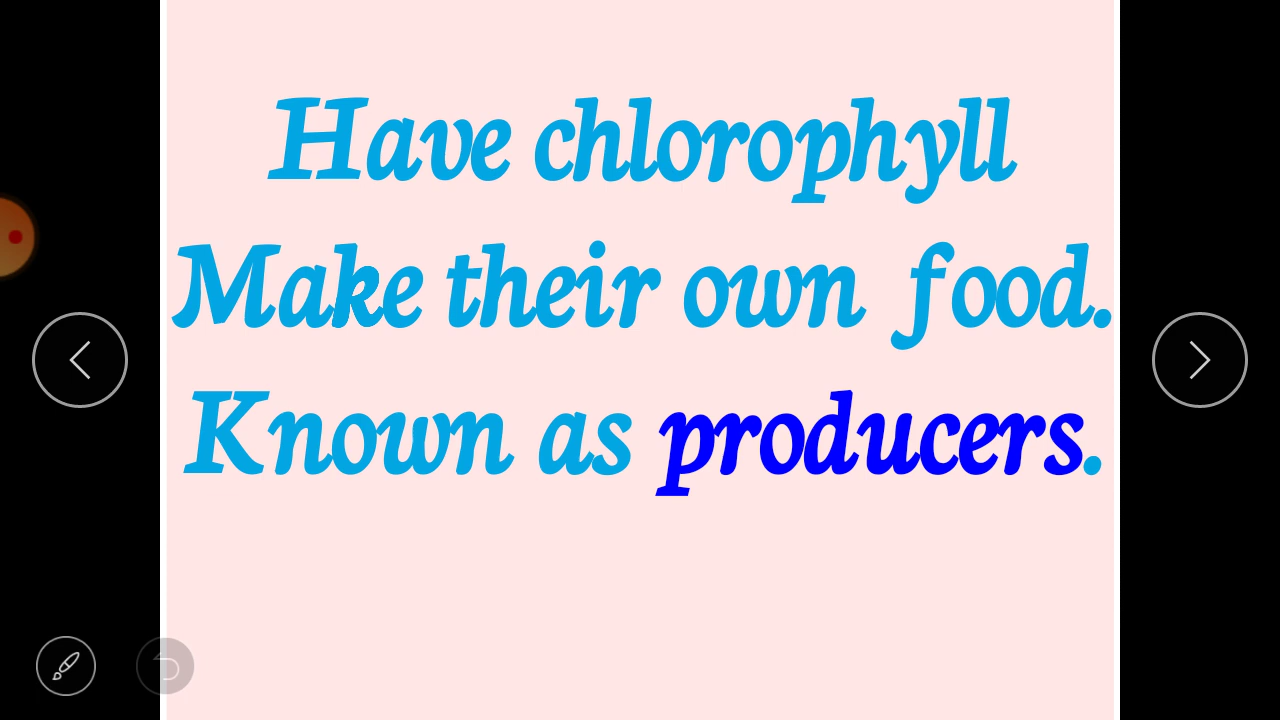 Have chlorophyll
Make their own food.
Known as producers.